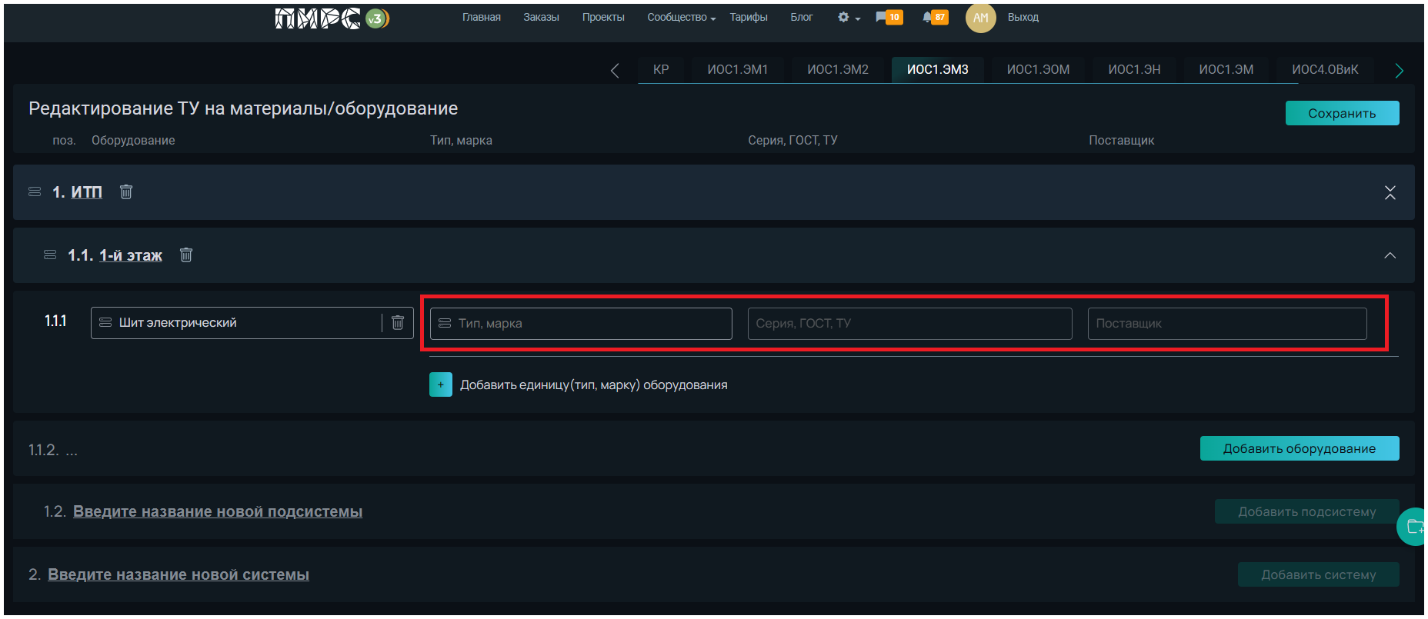 ПИРС v3 Главная Заказы Проекты Сообщество Тарифы Блог 10 87 АМ Выход
КР ИОС1.ЭМ1 ИОС1.ЭМ2 ИОС1.ЭМ3 ИОС1.ЭОМ ИОС1.ЭН ИОС1.ЭМ ИОС4.ОВиК
Редактирование ТУ на материалы/оборудование Сохранить
поз. Оборудование Тип, марка Серия, ГОСТ, ТУ Поставщик
1. ИТП
1.1. 1-й этаж
1.1.1 Шит электрический Тип, марка Серия, ГОСТ, ТУ Поставщик
+ Добавить единицу(тип, марку) оборудования
1.1.2. ... Добавить оборудование
1.2. Введите название новой подсистемы Добавить подсистему
2. Введите название новой системы Добавить систему